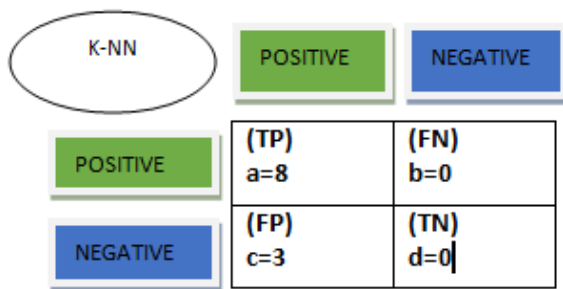 K-NN
POSITIVE NEGATIVE
POSITIVE
(TP) (FN)
a=8 b=0
NEGATIVE
(FP) (TN)
c=3 d=0